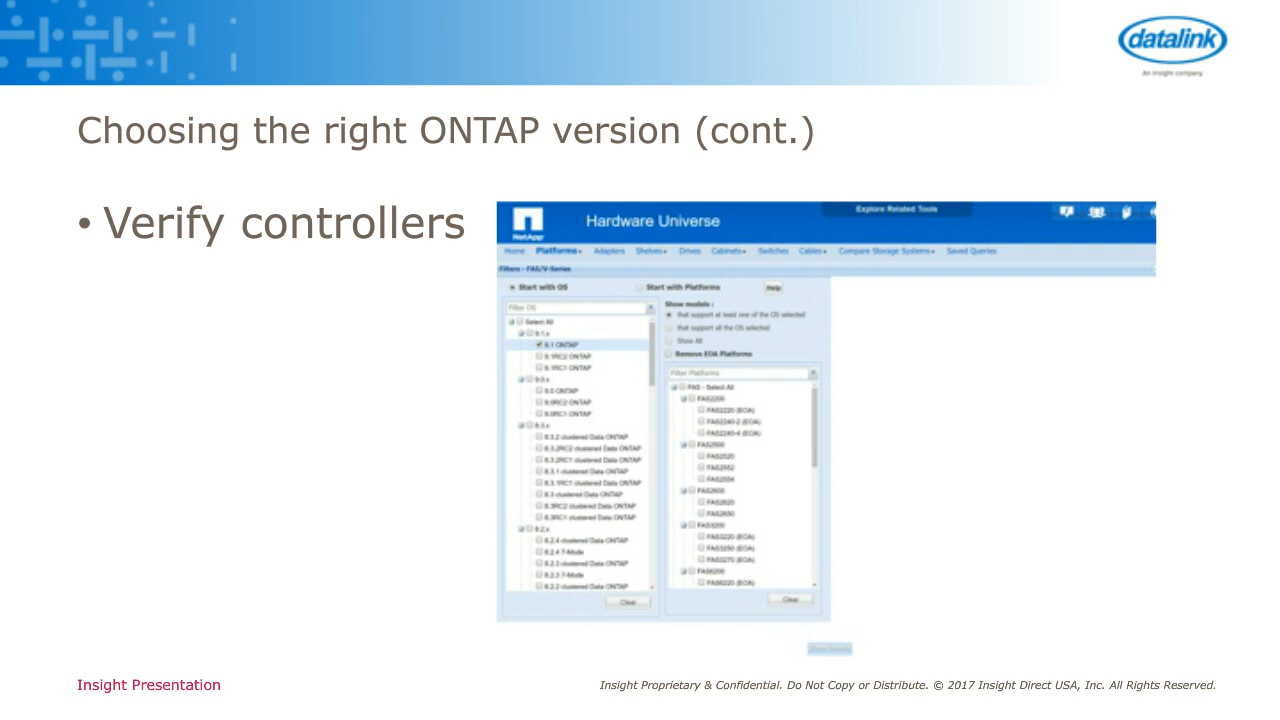 datalink
An Insight company
Choosing the right ONTAP version (cont.)
• Verify controllers
NetApp
Hardware Universe
Explore Related Tools
Home Platforms Adapters Shelves Drives Cabinets Switches Cables Compare Storage Systems Saved Queries
Filters - FAS/V-Series
Start with OS
Start with Platforms
Help
Filter OS
Select All
9.1.x
9.1 ONTAP
9.1RC2 ONTAP
9.1RC1 ONTAP
9.0.x
9.0 ONTAP
9.0RC2 ONTAP
9.0RC1 ONTAP
8.3.x
8.3.2 clustered Data ONTAP
8.3.2RC2 clustered Data ONTAP
8.3.2RC1 clustered Data ONTAP
8.3.1 clustered Data ONTAP
8.3.1RC1 clustered Data ONTAP
8.3 clustered Data ONTAP
8.3RC2 clustered Data ONTAP
8.3RC1 clustered Data ONTAP
8.2.x
8.2.4 clustered Data ONTAP
8.2.4 7-Mode
8.2.3 clustered Data ONTAP
8.2.3 7-Mode
8.2.2 clustered Data ONTAP
Clear
Show models :
that support at least one of the OS selected
that support all the OS selected
Show All
Remove EOA Platforms
Filter Platforms
FAS - Select All
FAS2200
FAS2220 (EOA)
FAS2240-2 (EOA)
FAS2240-4 (EOA)
FAS2500
FAS2520
FAS2552
FAS2554
FAS2600
FAS2620
FAS2650
FAS3200
FAS3220 (EOA)
FAS3250 (EOA)
FAS3270 (EOA)
FAS6200
FAS6220 (EOA)
Clear
Show Results
Insight Presentation
Insight Proprietary & Confidential. Do Not Copy or Distribute. © 2017 Insight Direct USA, Inc. All Rights Reserved.